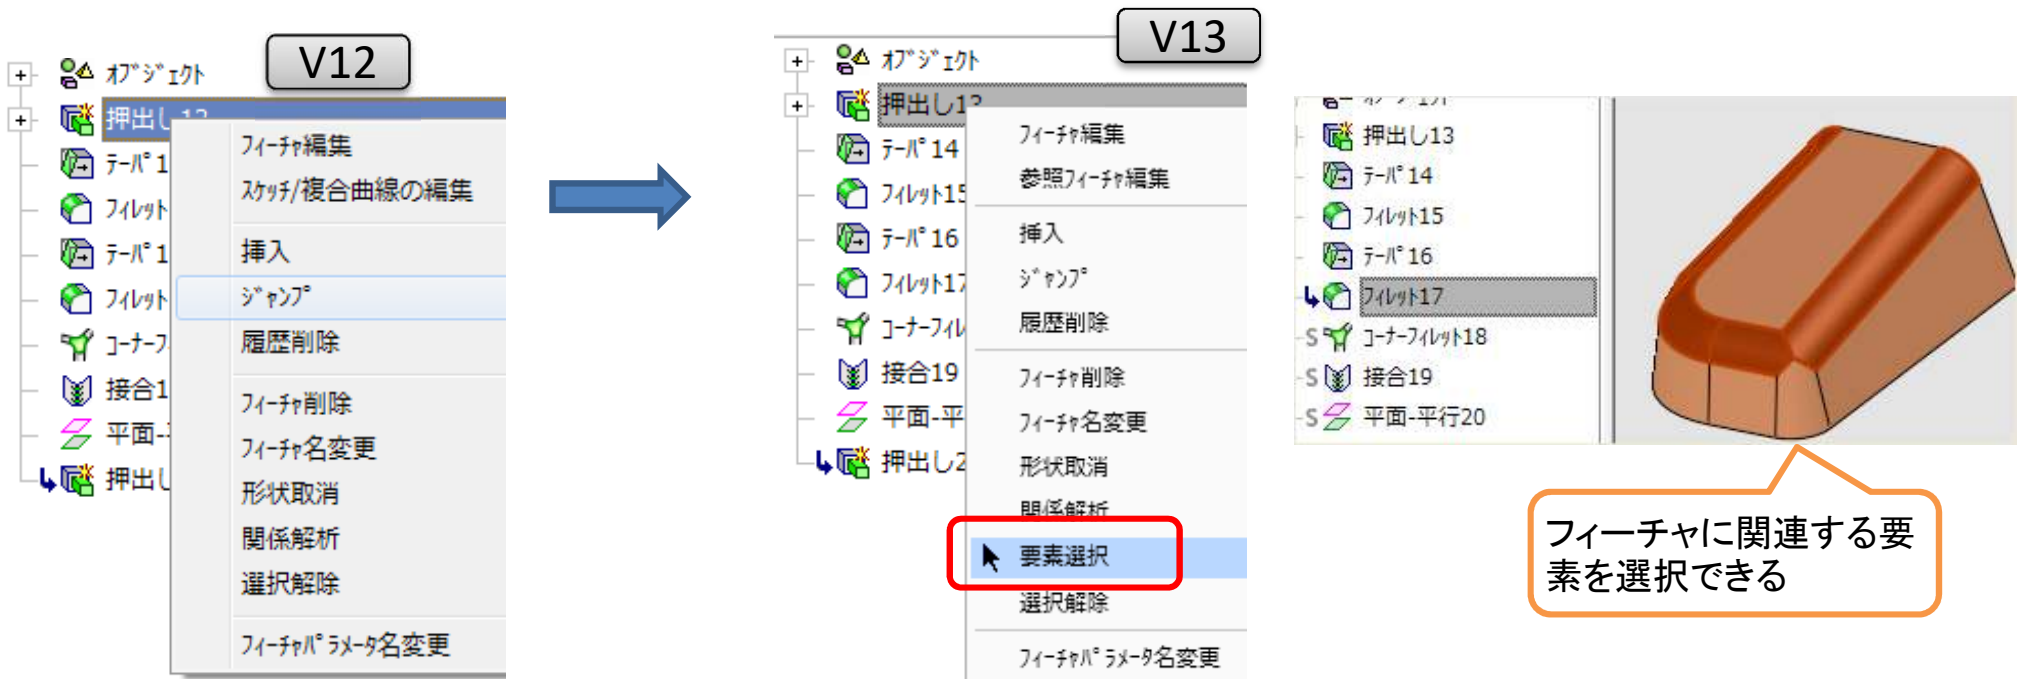 V12
ｵﾌﾞｼﾞｪｸﾄ
押出し13
ﾃｰﾊﾟ1
ﾌｨﾚｯﾄ
ﾃｰﾊﾟ1
ﾌｨﾚｯﾄ
ｺｰﾅｰﾌ
接合1
平面-
押出し
ﾌｨｰﾁｬ編集
ｽｹｯﾁ/複合曲線の編集
挿入
ｼﾞｬﾝﾌﾟ
履歴削除
ﾌｨｰﾁｬ削除
ﾌｨｰﾁｬ名変更
形状取消
関係解析
選択解除
ﾌｨｰﾁｬﾊﾟﾗﾒｰﾀ名変更
V13
ｵﾌﾞｼﾞｪｸﾄ
押出し13
ﾃｰﾊﾟ14
ﾌｨﾚｯﾄ15
ﾃｰﾊﾟ16
ﾌｨﾚｯﾄ17
ｺｰﾅｰﾌｨﾚ
接合19
平面-平
押出し2
ﾌｨｰﾁｬ編集
参照ﾌｨｰﾁｬ編集
挿入
ｼﾞｬﾝﾌﾟ
履歴削除
ﾌｨｰﾁｬ削除
ﾌｨｰﾁｬ名変更
形状取消
関係解析
要素選択
選択解除
ﾌｨｰﾁｬﾊﾟﾗﾒｰﾀ名変更
押出し13
ﾃｰﾊﾟ14
ﾌｨﾚｯﾄ15
ﾃｰﾊﾟ16
ﾌｨﾚｯﾄ17
S ｺｰﾅｰﾌｨﾚｯﾄ18
S 接合19
S 平面-平行20
フィーチャに関連する要
素を選択できる